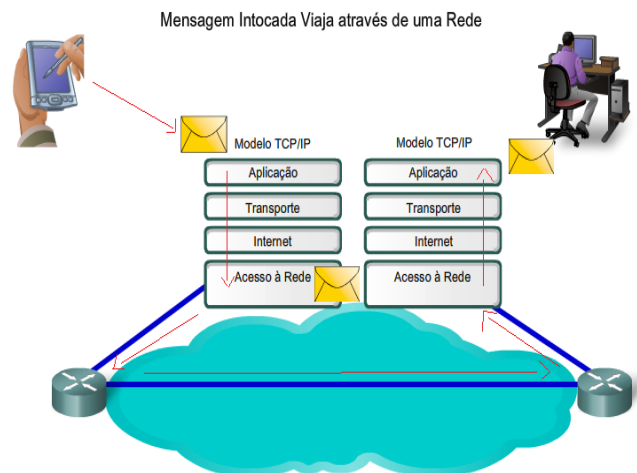 Mensagem Intocada Viaja através de uma Rede
Modelo TCP/IP
Aplicação
Transporte
Internet
Acesso à Rede
Modelo TCP/IP
Aplicação
Transporte
Internet
Acesso à Rede